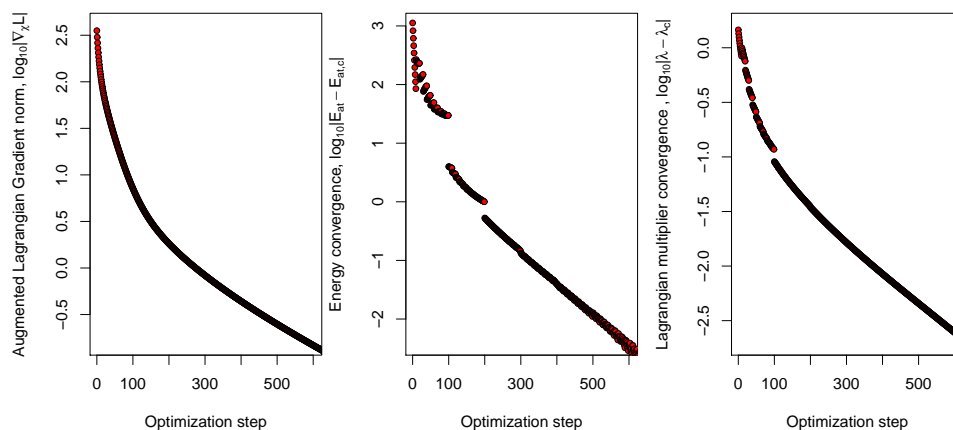 Augmented Lagrangian Gradient norm, log₁₀|∇χL|
2.5
2.0
1.5
1.0
0.5
0.0
−0.5
0 100 300 500
Optimization step
Energy convergence, log₁₀|Eat − Eat,c|
3
2
1
0
−1
−2
0 100 300 500
Optimization step
Lagrangian multiplier convergence , log₁₀|λ − λc|
0.0
−0.5
−1.0
−1.5
−2.0
−2.5
0 100 300 500
Optimization step